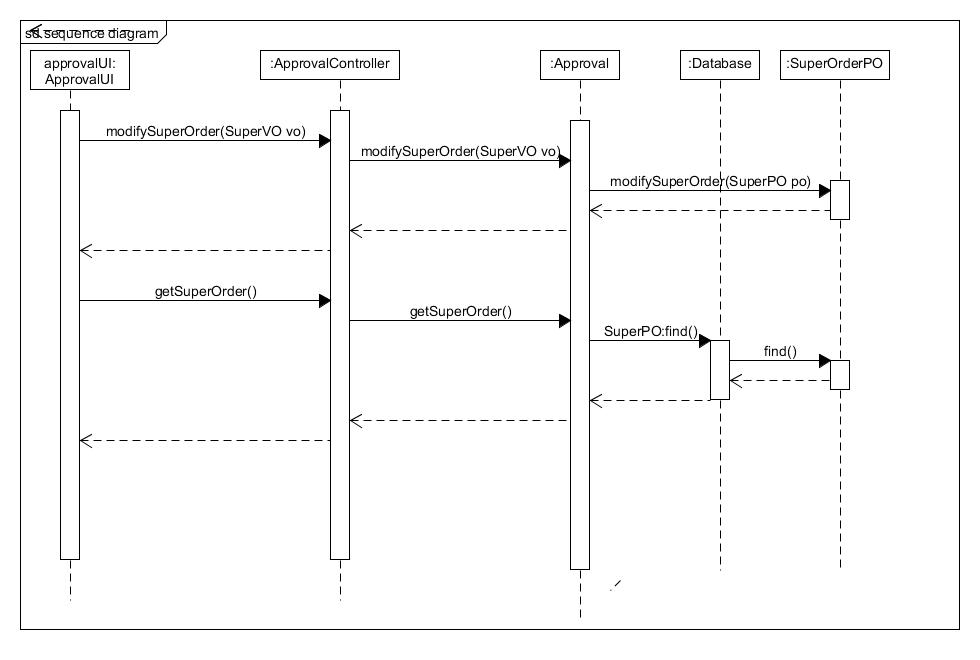 sd sequence diagram
approvalUI:
ApprovalUI
:ApprovalController
:Approval
:Database
:SuperOrderPO
modifySuperOrder(SuperVO vo)
modifySuperOrder(SuperVO vo)
modifySuperOrder(SuperPO po)
getSuperOrder()
getSuperOrder()
SuperPO:find()
find()